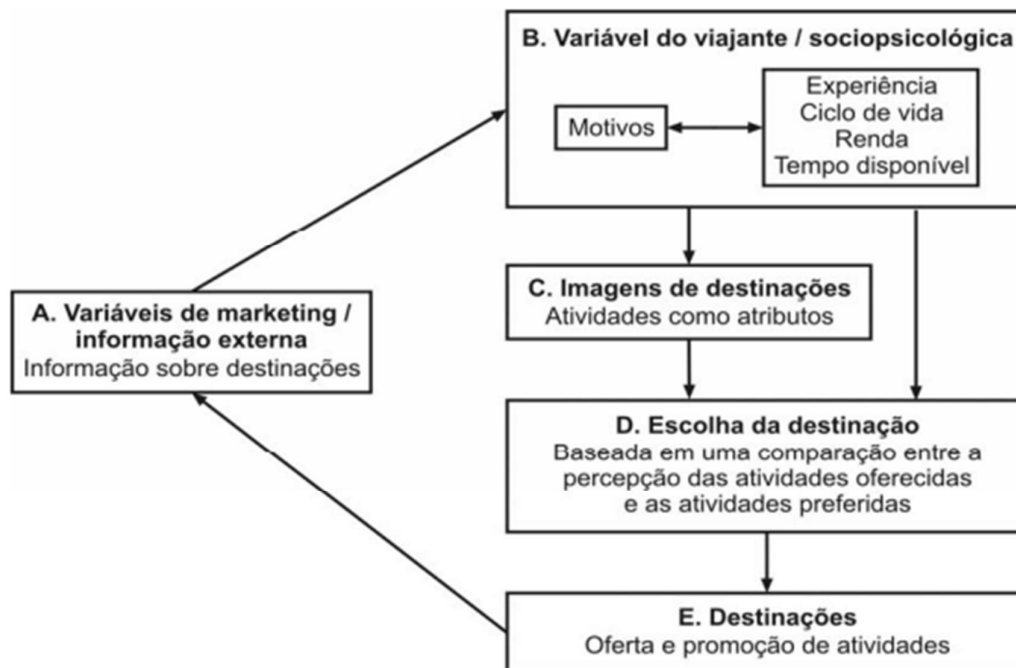 B. Variável do viajante / sociopsicológica
Motivos
Experiência
Ciclo de vida
Renda
Tempo disponível
A. Variáveis de marketing /
informação externa
Informação sobre destinações
C. Imagens de destinações
Atividades como atributos
D. Escolha da destinação
Baseada em uma comparação entre a
percepção das atividades oferecidas
e as atividades preferidas
E. Destinações
Oferta e promoção de atividades